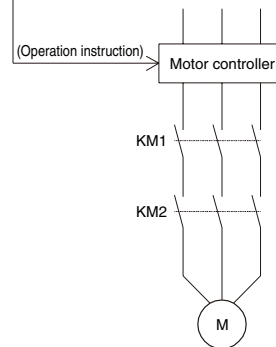 (Operation instruction)
Motor controller
KM1
KM2
M